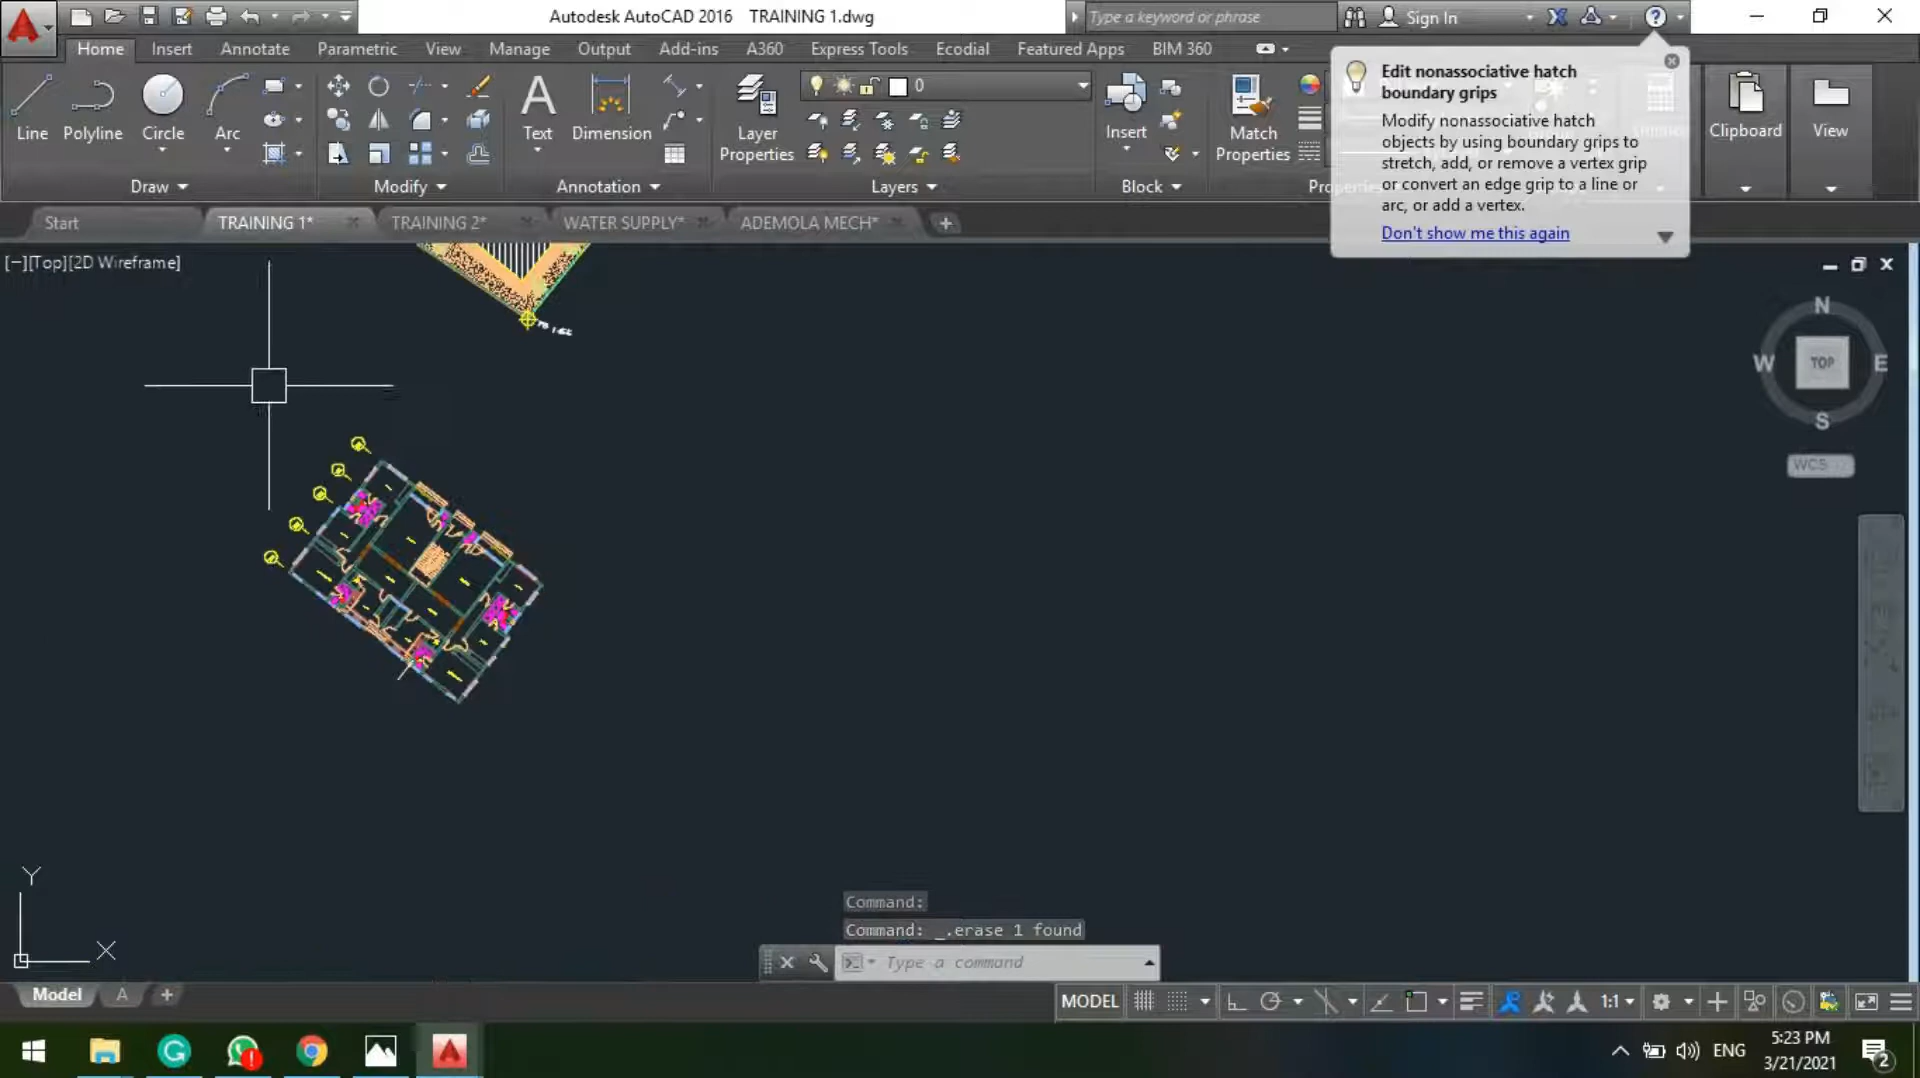 Autodesk AutoCAD 2016 TRAINING 1.dwg
Type a keyword or phrase
Sign In
Home Insert Annotate Parametric View Manage Output Add-ins A360 Express Tools Ecodial Featured Apps BIM 360
Line Polyline Circle Arc
Text Dimension
Layer Properties
0
Insert
Match Properties
Clipboard View
Draw Modify Annotation Layers Block
Edit nonassociative hatch
boundary grips
Modify nonassociative hatch
objects by using boundary grips to
stretch, add, or remove a vertex grip
or convert an edge grip to a line or
arc, or add a vertex.
Don't show me this again
Start TRAINING 1* TRAINING 2* WATER SUPPLY* ADEMOLA MECH*
[−][Top][2D Wireframe]
N
W TOP E
S
WCS
Y
X
Command:
Command: _.erase 1 found
Type a command
Model A
MODEL 1:1
5:23 PM
ENG
3/21/2021
2